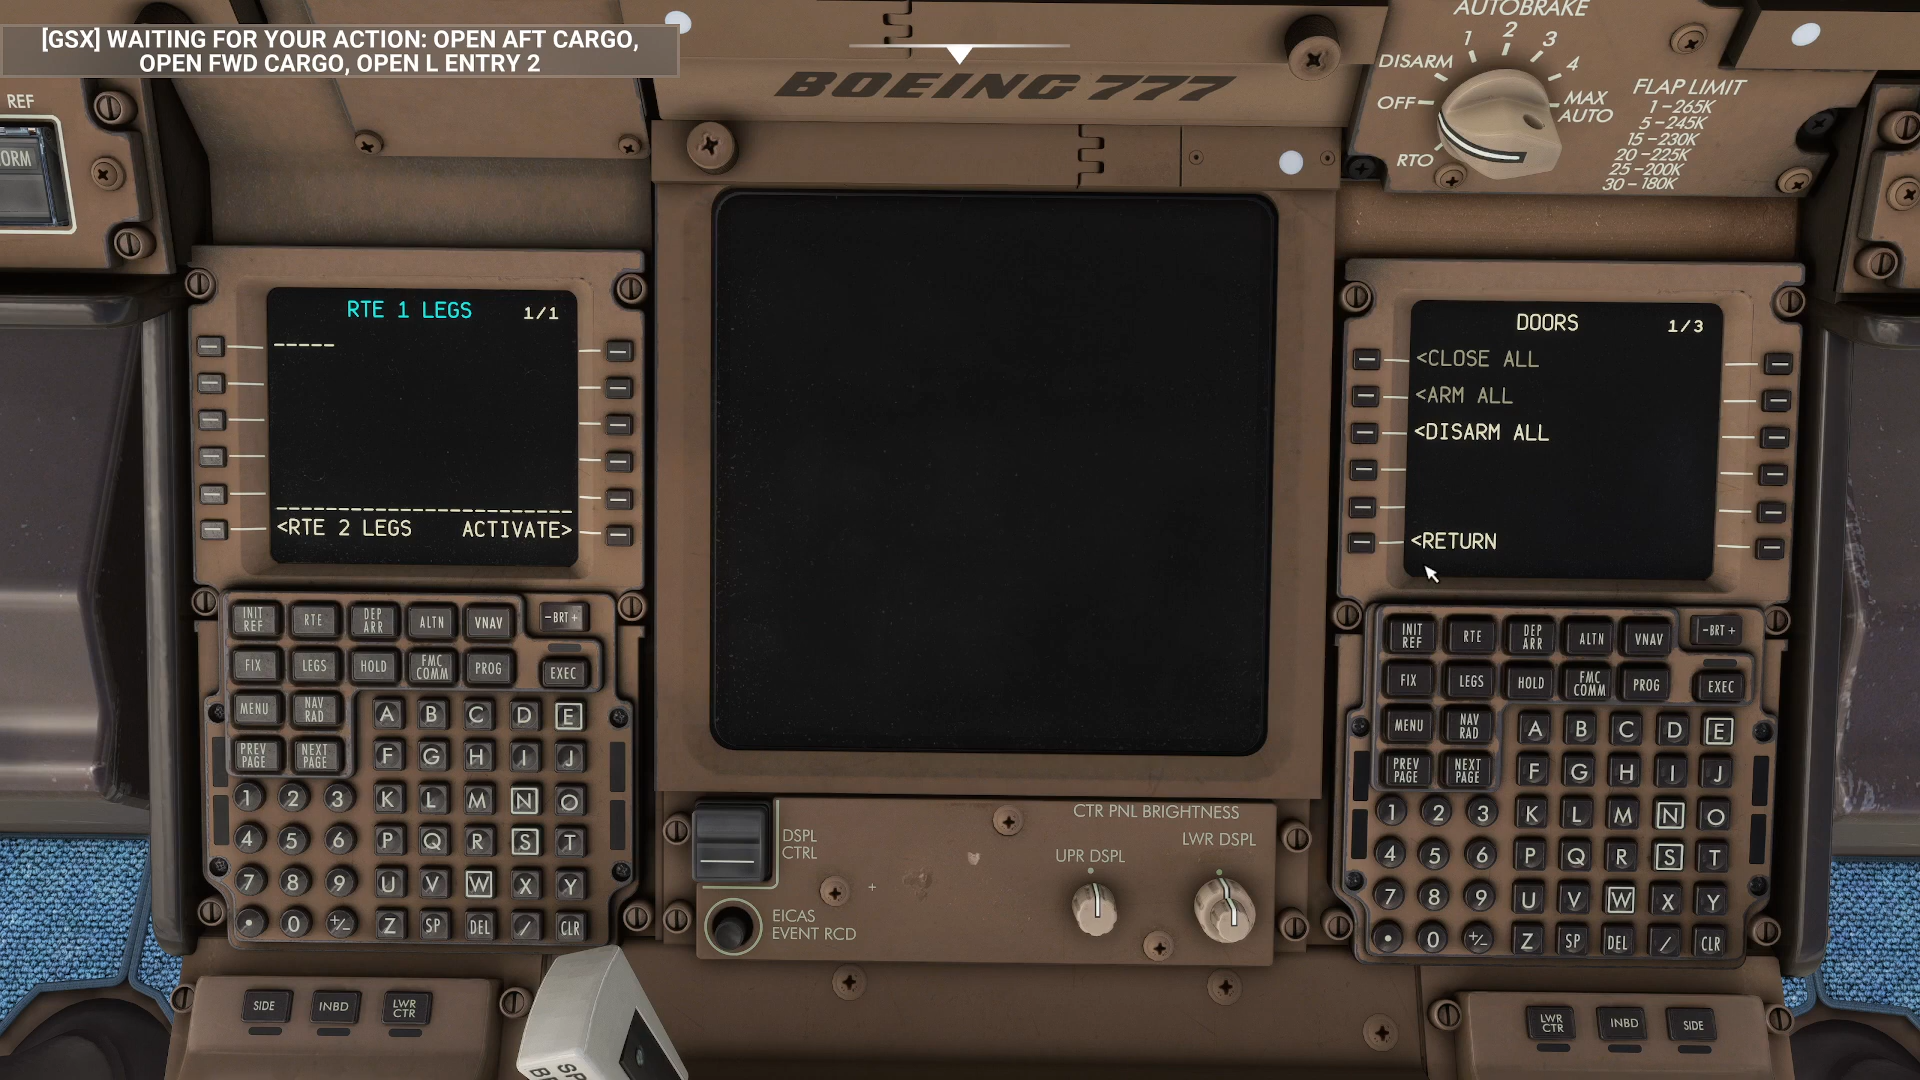 [GSX] WAITING FOR YOUR ACTION: OPEN AFT CARGO,
OPEN FWD CARGO, OPEN L ENTRY 2
REF
ORM
BOEING 777
AUTOBRAKE
DISARM 1 2 3 4
OFF
MAX
AUTO
RTO
FLAP LIMIT
1-265K
5-245K
15-230K
20-225K
25-200K
30-180K
RTE 1 LEGS 1/1
-----
<RTE 2 LEGS ACTIVATE>
DOORS 1/3
<CLOSE ALL
<ARM ALL
<DISARM ALL
<RETURN
INIT
REF
RTE
DEP
ARR
ALTN
VNAV
-BRT+
FIX
LEGS
HOLD
FMC
COMM
PROG
EXEC
MENU
NAV
RAD
PREV
PAGE
NEXT
PAGE
A B C D E
F G H I J
1 2 3 K L M N O
4 5 6 P Q R S T
7 8 9 U V W X Y
. 0 +/- Z SP DEL / CLR
DSPL
CTRL
EICAS
EVENT RCD
CTR PNL BRIGHTNESS
UPR DSPL
LWR DSPL
INIT
REF
RTE
DEP
ARR
ALTN
VNAV
-BRT+
FIX
LEGS
HOLD
FMC
COMM
PROG
EXEC
MENU
NAV
RAD
PREV
PAGE
NEXT
PAGE
A B C D E
F G H I J
1 2 3 K L M N O
4 5 6 P Q R S T
7 8 9 U V W X Y
. 0 +/- Z SP DEL / CLR
SIDE
INBD
LWR
CTR
LWR
CTR
INBD
SIDE